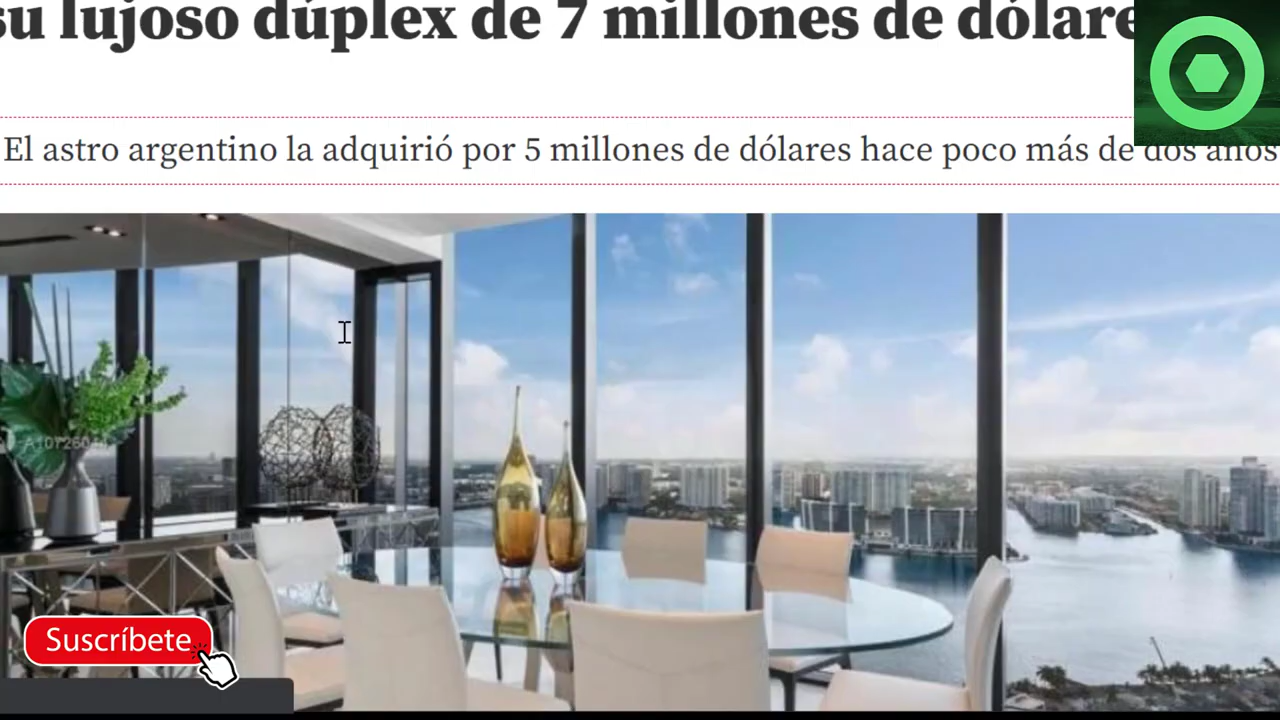 su lujoso dúplex de 7 millones de dólare
El astro argentino la adquirió por 5 millones de dólares hace poco más de dos años
Suscríbete